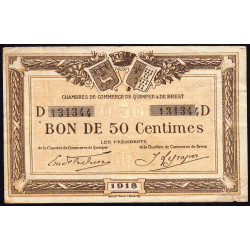 CHAMBRES DE COMMERCE DE QUIMPER & DE BREST
D 131344 131344 D
BON DE 50 Centimes
LES PRÉSIDENTS
de la Chambre de Commerce de Quimper de la Chambre de Commerce de Brest
1918